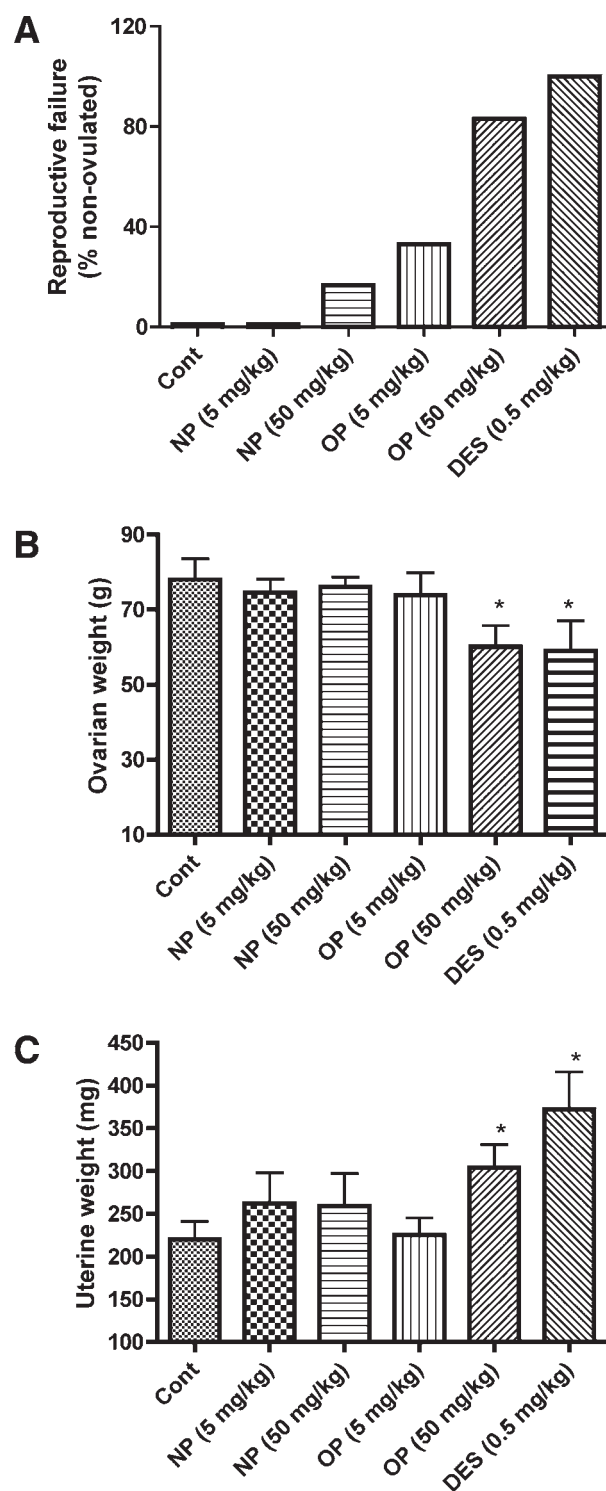 A
Reproductive failure
(% non-ovulated)
120
80
40
0
Cont
NP (5 mg/kg)
NP (50 mg/kg)
OP (5 mg/kg)
OP (50 mg/kg)
DES (0.5 mg/kg)
B
Ovarian weight (g)
90
70
50
30
10
*
*
Cont
NP (5 mg/kg)
NP (50 mg/kg)
OP (5 mg/kg)
OP (50 mg/kg)
DES (0.5 mg/kg)
C
Uterine weight (mg)
450
400
350
300
250
200
150
100
*
*
Cont
NP (5 mg/kg)
NP (50 mg/kg)
OP (5 mg/kg)
OP (50 mg/kg)
DES (0.5 mg/kg)